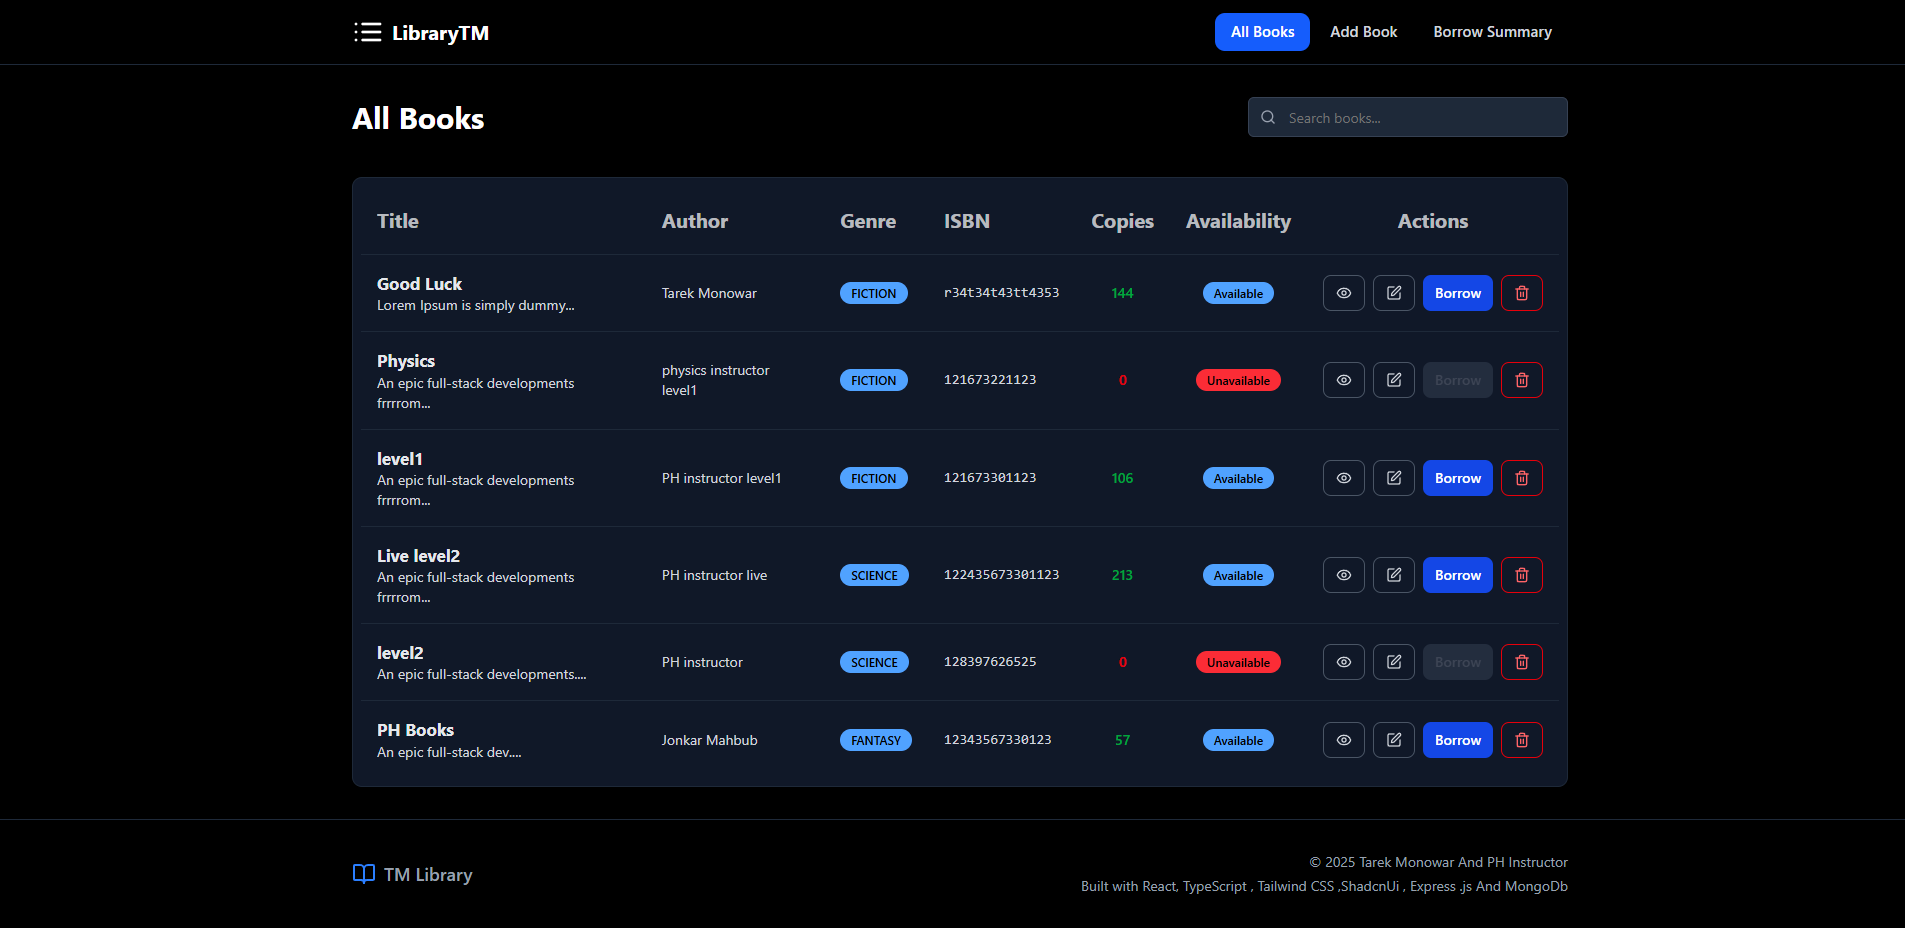 LibraryTM
All Books Add Book Borrow Summary
All Books
Search books...
Title Author Genre ISBN Copies Availability Actions
Good Luck
Lorem Ipsum is simply dummy...
Tarek Monowar FICTION r34t34t43tt4353 144 Available Borrow
Physics
An epic full-stack developments
frrrrom...
physics instructor
level1
FICTION 121673221123 0 Unavailable Borrow
level1
An epic full-stack developments
frrrrom...
PH instructor level1 FICTION 121673301123 106 Available Borrow
Live level2
An epic full-stack developments
frrrrom...
PH instructor live SCIENCE 122435673301123 213 Available Borrow
level2
An epic full-stack developments....
PH instructor SCIENCE 128397626525 0 Unavailable Borrow
PH Books
An epic full-stack dev....
Jonkar Mahbub FANTASY 12343567330123 57 Available Borrow
TM Library
© 2025 Tarek Monowar And PH Instructor
Built with React, TypeScript , Tailwind CSS ,ShadcnUi , Express .js And MongoDb